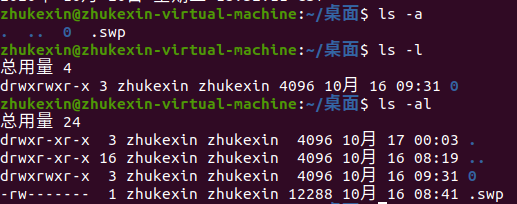 zhukexin@zhukexin-virtual-machine:~/桌面$ ls -a
.  ..  0  .swp
zhukexin@zhukexin-virtual-machine:~/桌面$ ls -l
总用量 4
drwxrwxr-x 3 zhukexin zhukexin 4096 10月 16 09:31 0
zhukexin@zhukexin-virtual-machine:~/桌面$ ls -al
总用量 24
drwxr-xr-x  3 zhukexin zhukexin  4096 10月 17 00:03 .
drwxr-xr-x 16 zhukexin zhukexin  4096 10月 16 08:19 ..
drwxrwxr-x  3 zhukexin zhukexin  4096 10月 16 09:31 0
-rw-------  1 zhukexin zhukexin 12288 10月 16 08:41 .swp